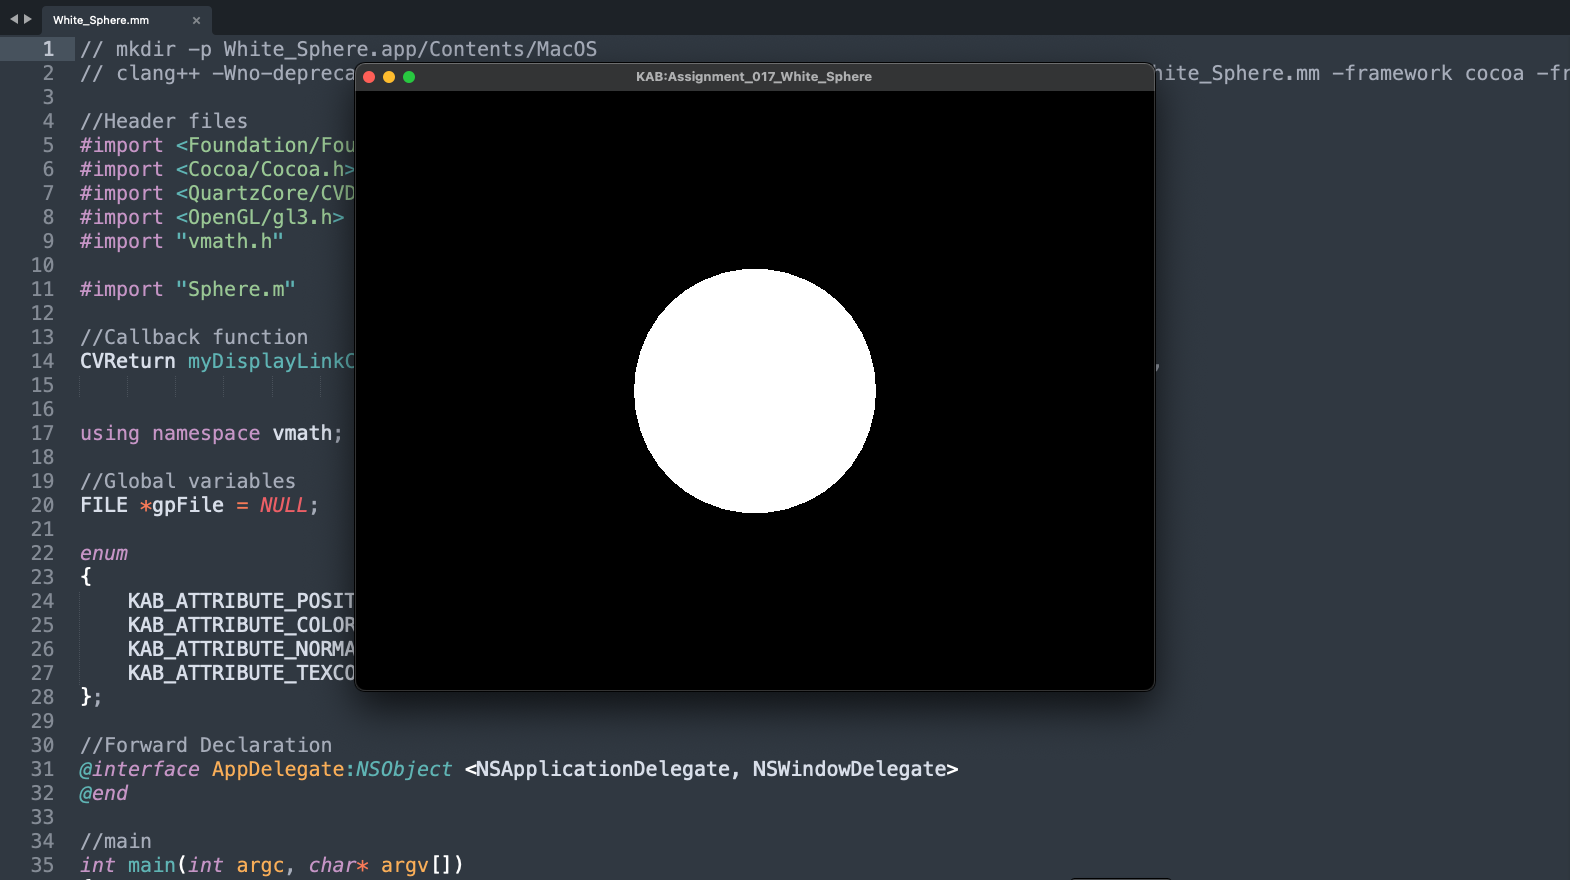 White_Sphere.mm
KAB:Assignment_017_White_Sphere
1 // mkdir -p White_Sphere.app/Contents/MacOS
2 // clang++ -Wno-depreca hite_Sphere.mm -framework cocoa -fr
3
4 //Header files
5 #import <Foundation/Fou
6 #import <Cocoa/Cocoa.h>
7 #import <QuartzCore/CVD
8 #import <OpenGL/gl3.h>
9 #import "vmath.h"
10
11 #import "Sphere.m"
12
13 //Callback function
14 CVReturn myDisplayLinkC ,
15
16
17 using namespace vmath;
18
19 //Global variables
20 FILE *gpFile = NULL;
21
22 enum
23 {
24 KAB_ATTRIBUTE_POSIT
25 KAB_ATTRIBUTE_COLOR
26 KAB_ATTRIBUTE_NORMA
27 KAB_ATTRIBUTE_TEXCO
28 };
29
30 //Forward Declaration
31 @interface AppDelegate:NSObject <NSApplicationDelegate, NSWindowDelegate>
32 @end
33
34 //main
35 int main(int argc, char* argv[])